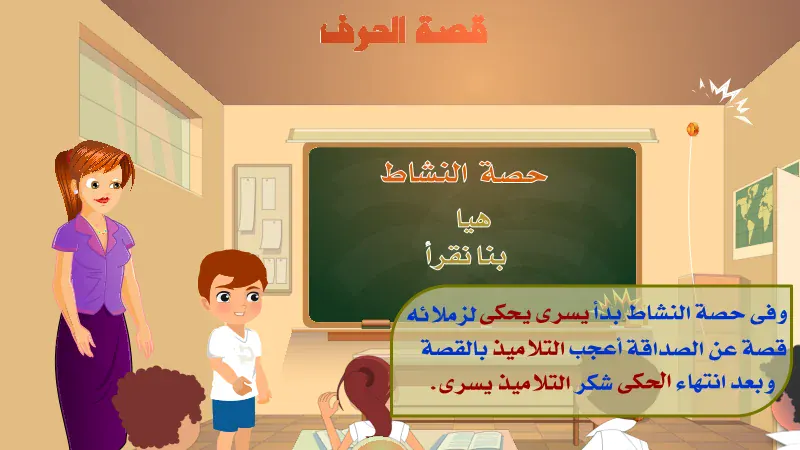 قصة الحرف
حصة النشاط
هيا
بنا نقرأ
وفى حصة النشاط بدأ يسرى يحكى لزملائه
قصة عن الصداقة أعجب التلاميذ بالقصة
وبعد انتهاء الحكى شكر التلاميذ يسرى.